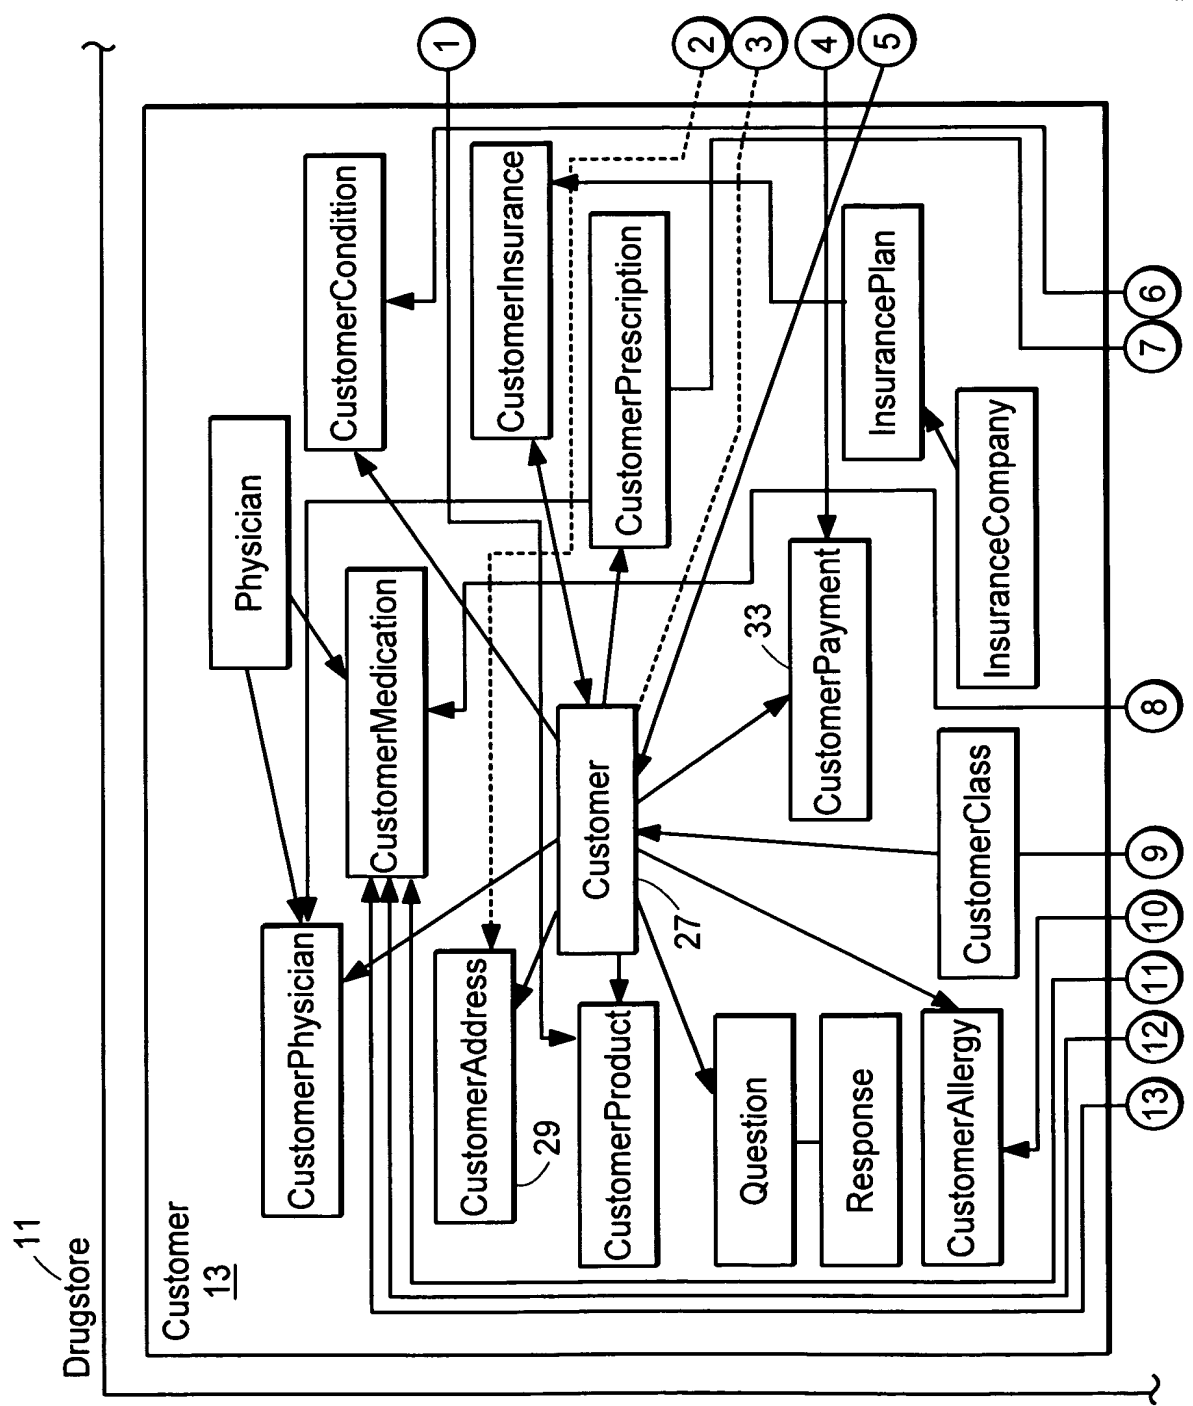 11
Drugstore
Customer
13
Physician
CustomerPhysician
CustomerCondition
CustomerMedication
1
CustomerAddress
CustomerInsurance
29
Customer
CustomerProduct
CustomerPrescription
27
2
Question
33
3
CustomerPayment
4
Response
InsurancePlan
5
CustomerAllergy
CustomerClass
InsuranceCompany
13
12
11
10
9
8
7
6